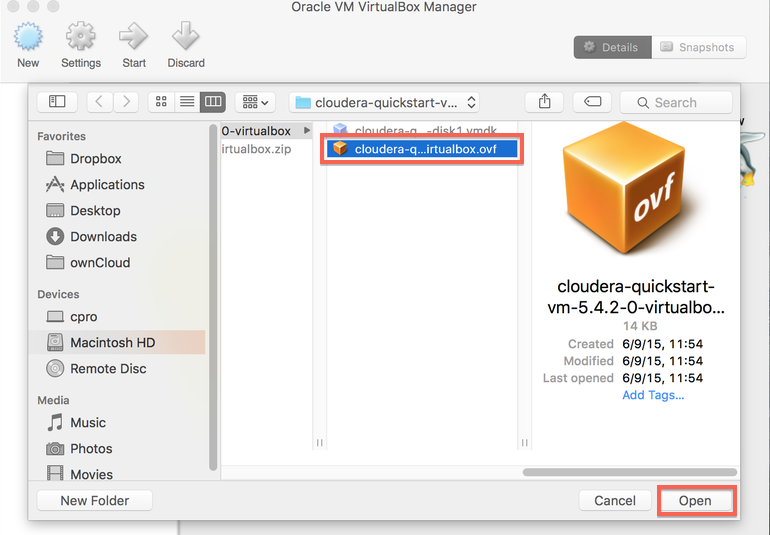 Oracle VM VirtualBox Manager
New
Settings
Start
Discard
Details
Snapshots
cloudera-quickstart-v...
Search
Favorites
Dropbox
Applications
Desktop
Downloads
ownCloud
Devices
cpro
Macintosh HD
Remote Disc
Media
Music
Photos
Movies
0-virtualbox
irtualbox.zip
cloudera-q...-disk1.vmdk
cloudera-q...irtualbox.ovf
w
ovf
cloudera-quickstart-
vm-5.4.2-0-virtualbo...
14 KB
Created 6/9/15, 11:54
Modified 6/9/15, 11:54
Last opened 6/9/15, 11:54
Add Tags...
New Folder
Cancel
Open